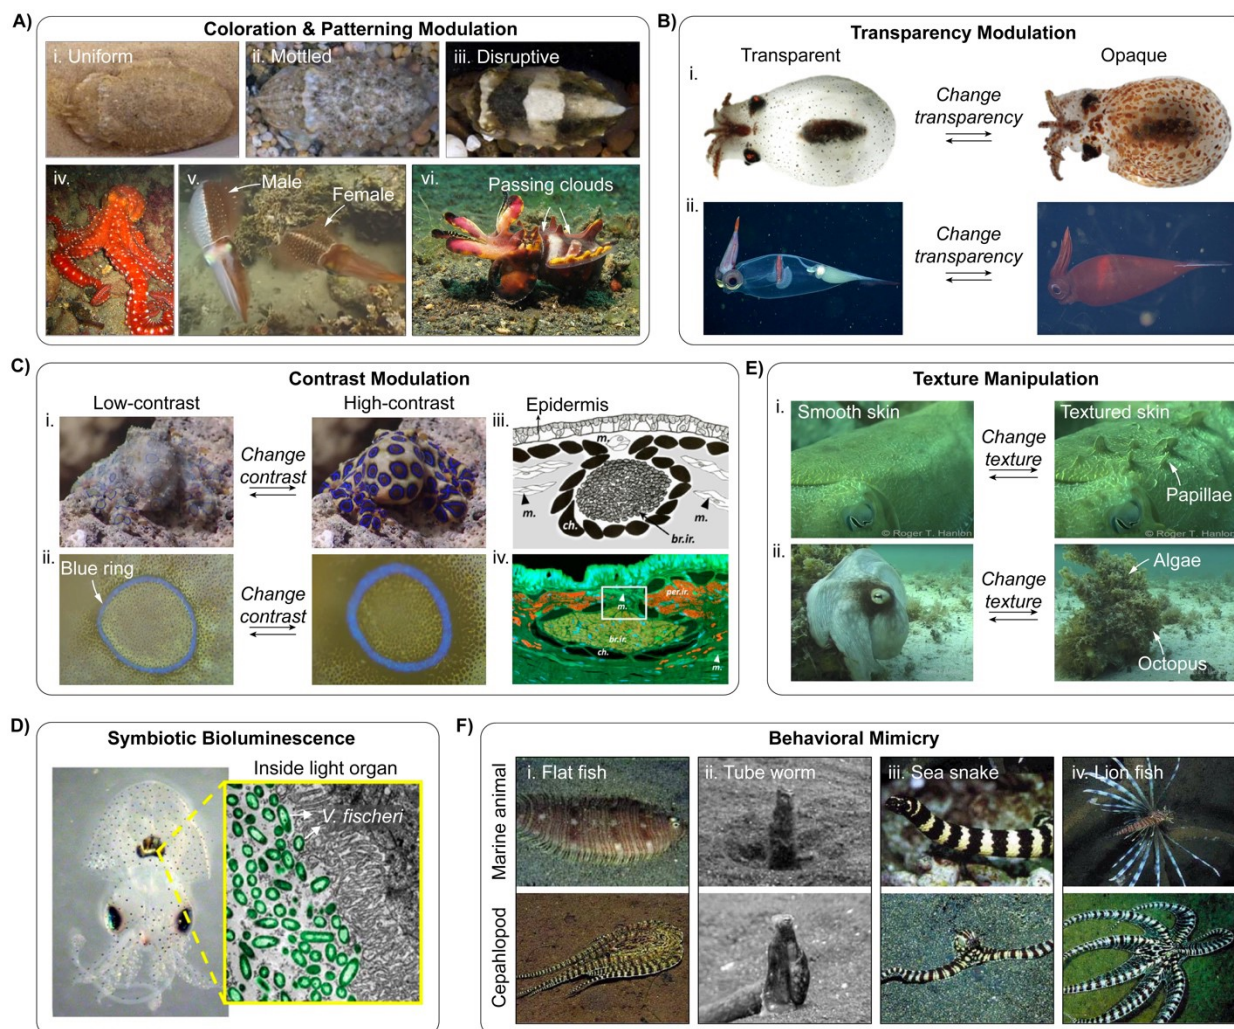 A)
Coloration & Patterning Modulation
i. Uniform
ii. Mottled
iii. Disruptive
iv.
v.
Male
Female
vi.
Passing clouds
B)
Transparency Modulation
Transparent
Opaque
i.
Change
transparency
ii.
Change
transparency
C)
Contrast Modulation
Low-contrast
High-contrast
i.
Change
contrast
ii.
Blue ring
Change
contrast
iii.
Epidermis
m.
m.
m.
ch.
br.ir.
iv.
per.ir.
m.
br.ir.
ch.
m.
E)
Texture Manipulation
i.
Smooth skin
Change
texture
Textured skin
Papillae
© Roger T. Hanlon
© Roger T. Hanlon
ii.
Change
texture
Algae
Octopus
D)
Symbiotic Bioluminescence
Inside light organ
V. fischeri
F)
Behavioral Mimicry
Marine animal
i. Flat fish
ii. Tube worm
iii. Sea snake
iv. Lion fish
Cepahlopod